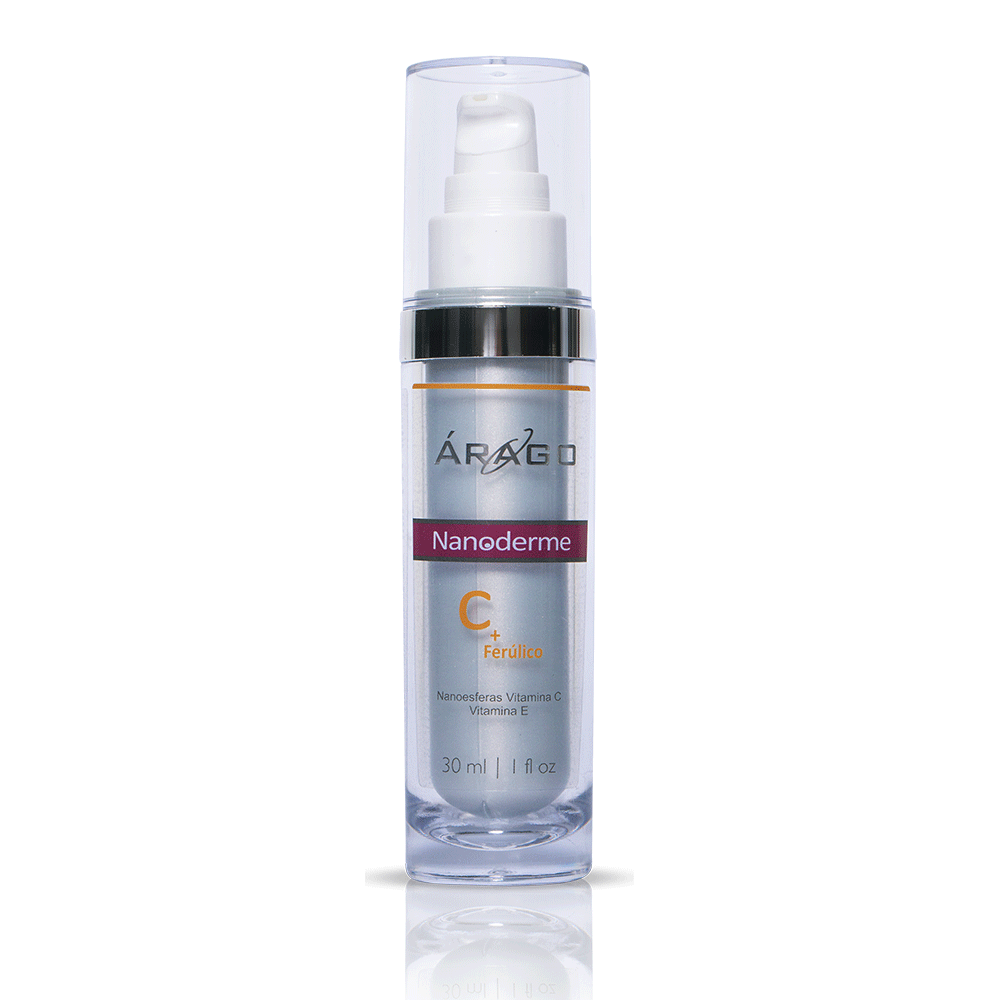 ÁRAGO
Nanoderme
C
+
Ferúlico
Nanoesferas Vitamina C
Vitamina E
30 ml | 1 fl oz